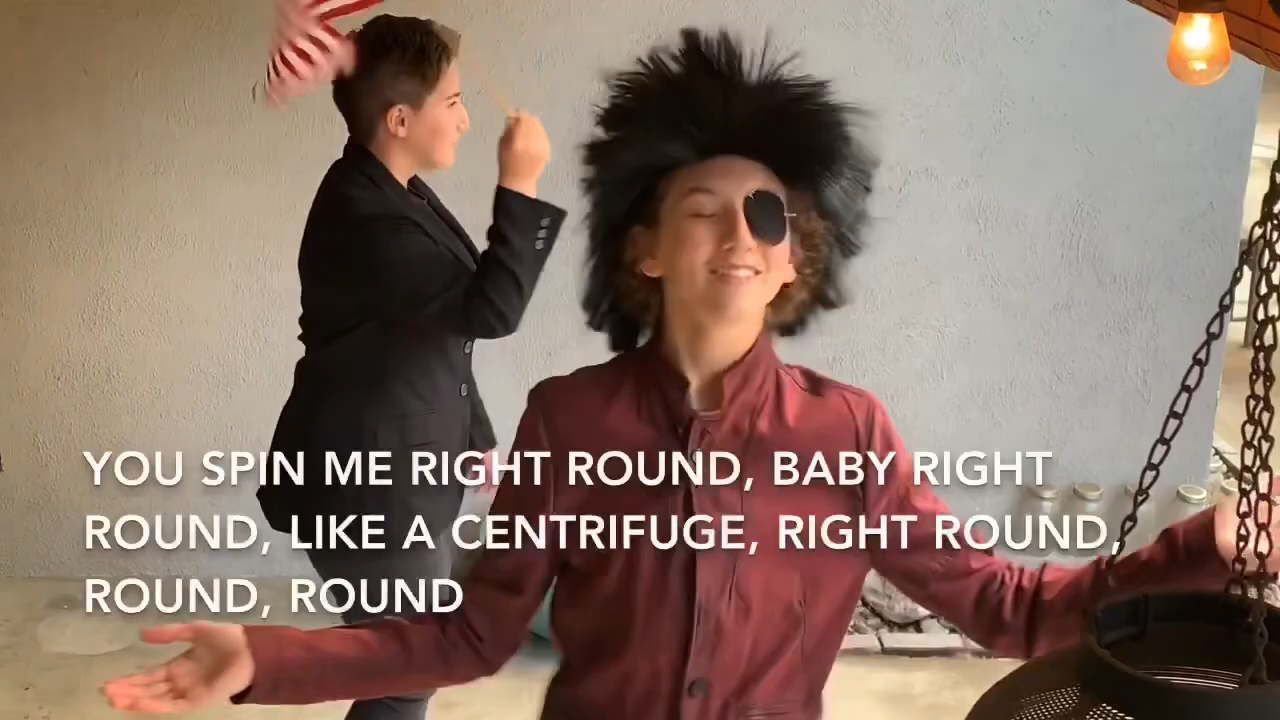 YOU SPIN ME RIGHT ROUND, BABY RIGHT
ROUND, LIKE A CENTRIFUGE, RIGHT ROUND,
ROUND, ROUND